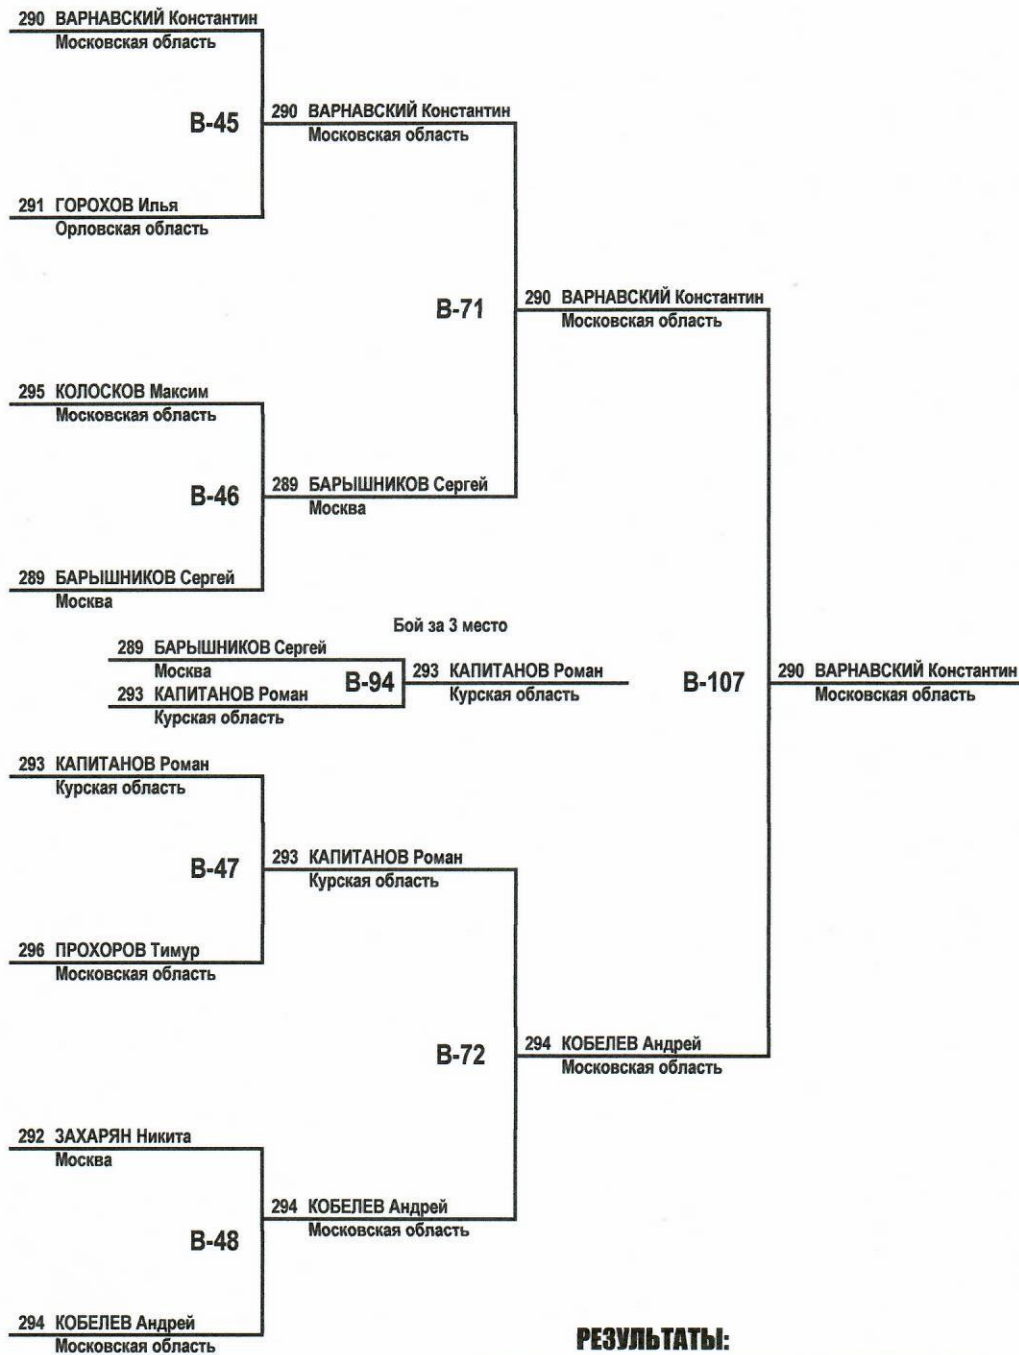 290 ВАРНАВСКИЙ Константин
Московская область
В-45
290 ВАРНАВСКИЙ Константин
Московская область
291 ГОРОХОВ Илья
Орловская область
В-71
290 ВАРНАВСКИЙ Константин
Московская область
295 КОЛОСКОВ Максим
Московская область
В-46
289 БАРЫШНИКОВ Сергей
Москва
289 БАРЫШНИКОВ Сергей
Москва
Бой за 3 место
289 БАРЫШНИКОВ Сергей
Москва
293 КАПИТАНОВ Роман
Курская область
В-94
293 КАПИТАНОВ Роман
Курская область
В-107
290 ВАРНАВСКИЙ Константин
Московская область
293 КАПИТАНОВ Роман
Курская область
В-47
293 КАПИТАНОВ Роман
Курская область
296 ПРОХОРОВ Тимур
Московская область
В-72
294 КОБЕЛЕВ Андрей
Московская область
292 ЗАХАРЯН Никита
Москва
294 КОБЕЛЕВ Андрей
Московская область
В-48
294 КОБЕЛЕВ Андрей
Московская область
РЕЗУЛЬТАТЫ: